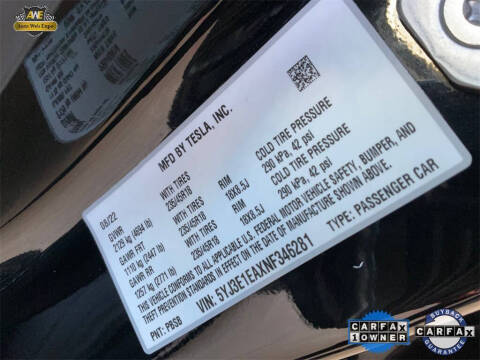 AWE
Auto Web Expo
MFD BY TESLA, INC.
08/22
GVWR
2129 kg (4694 lb)
GAWR FRT WITH TIRES RIM COLD TIRE PRESSURE
1110 kg (2447 lb) 235/45R18 18X8.5J 290 kPa, 42 psi
GAWR RR WITH TIRES RIM COLD TIRE PRESSURE
1257 kg (2771 lb) 235/45R18 18X8.5J 290 kPa, 42 psi
THIS VEHICLE CONFORMS TO ALL APPLICABLE U.S. FEDERAL MOTOR VEHICLE SAFETY, BUMPER, AND
THEFT PREVENTION STANDARDS IN EFFECT ON THE DATE OF MANUFACTURE SHOWN ABOVE.
VIN: 5YJ3E1EAXNF346281 TYPE: PASSENGER CAR
PNT: PBSB
CARFAX
1 OWNER
BUYBACK
CARFAX
GUARANTEE